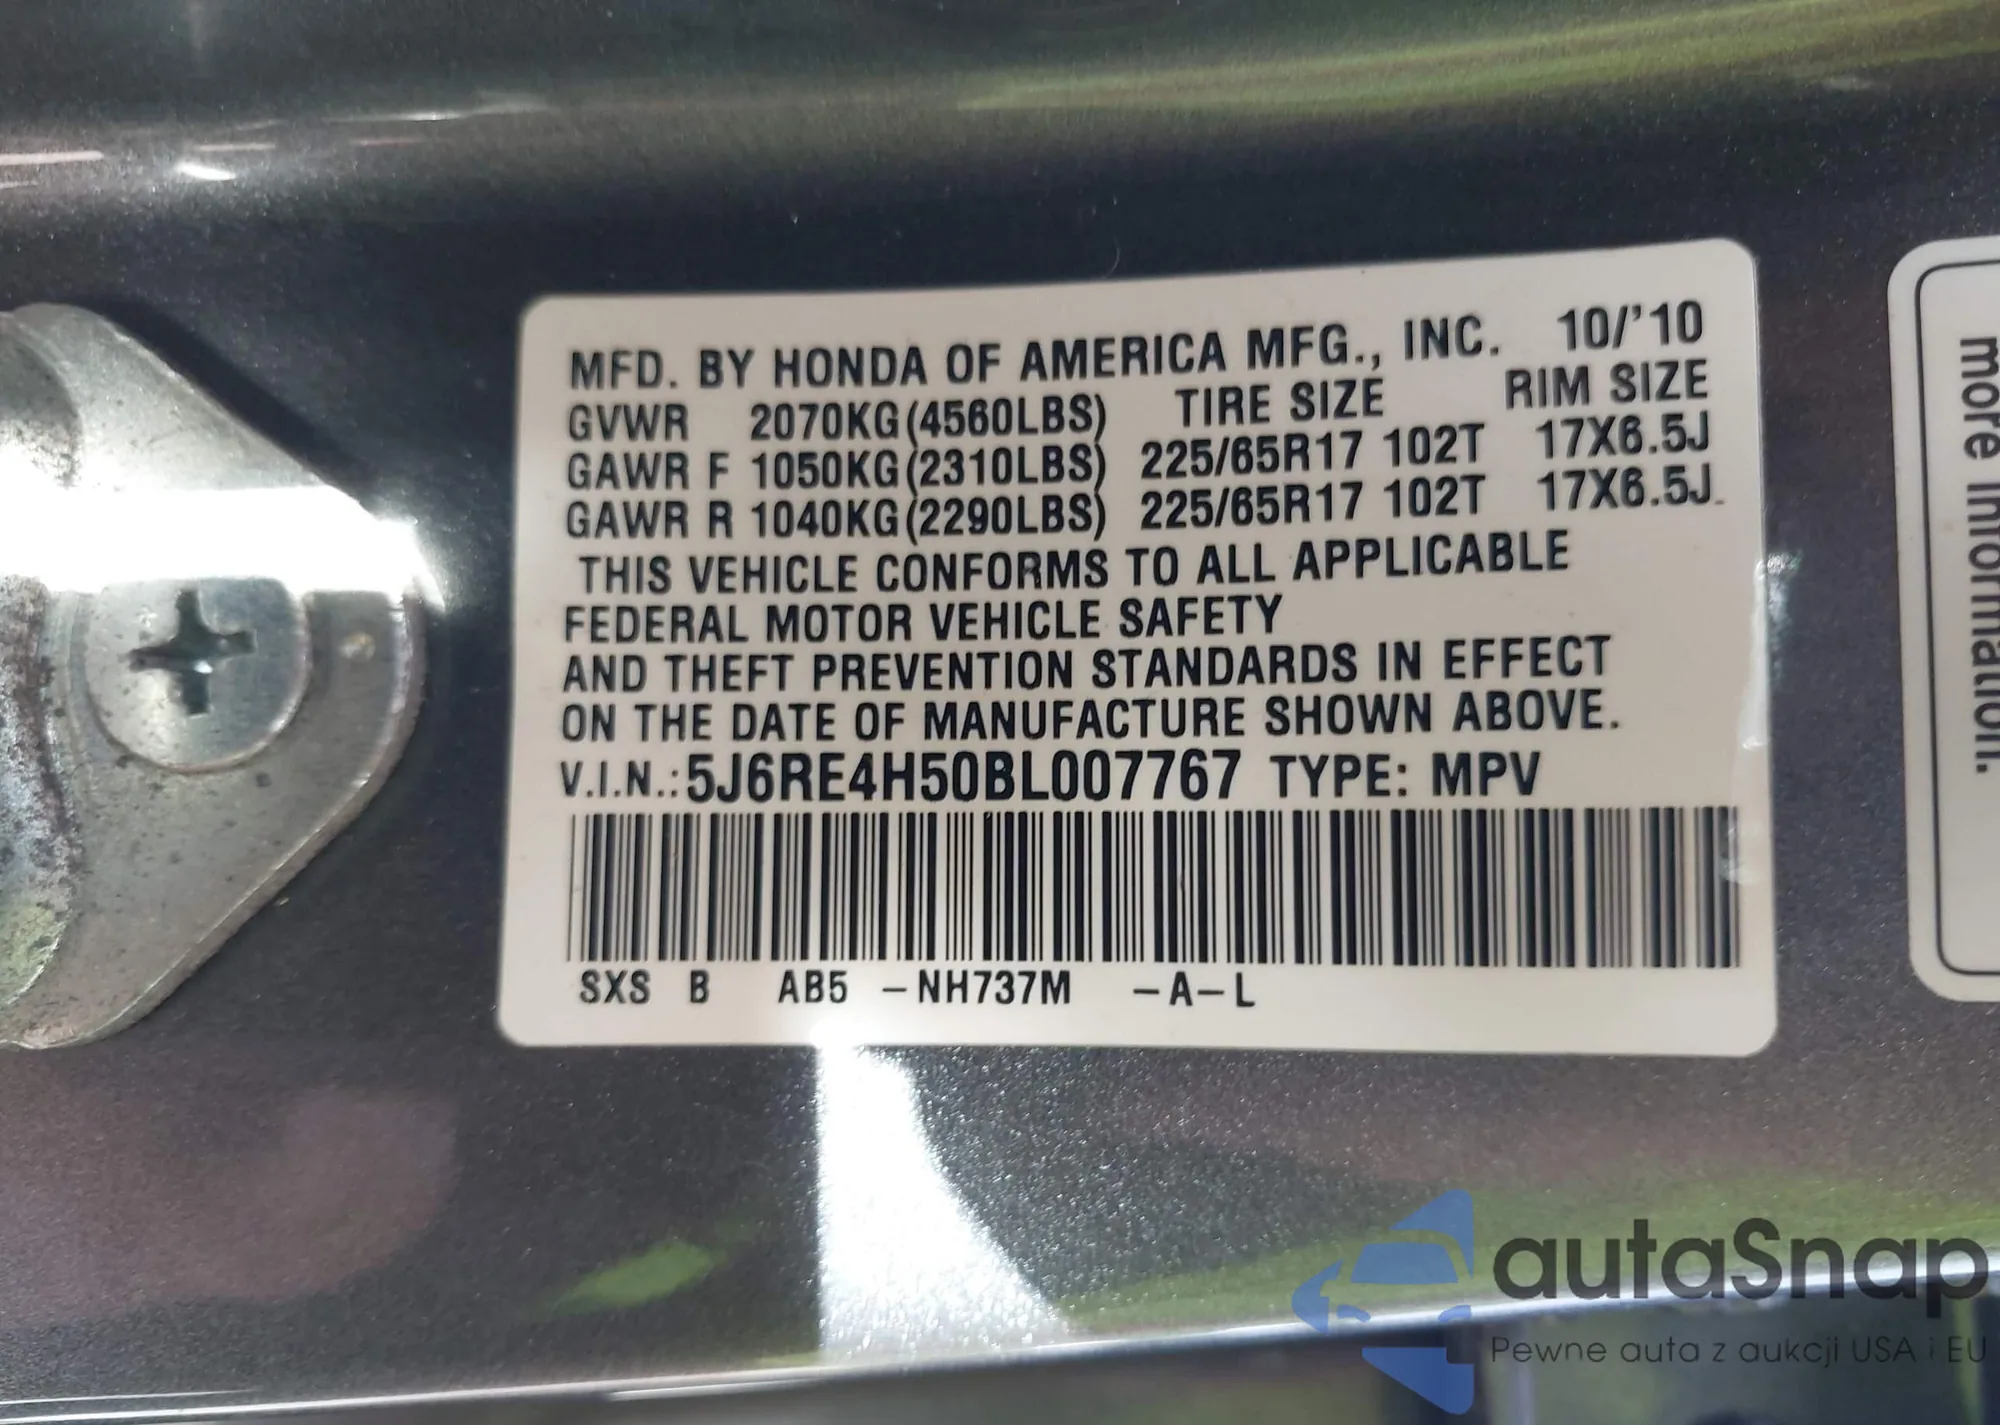 MFD. BY HONDA OF AMERICA MFG., INC. 10/'10
GVWR 2070KG(4560LBS) TIRE SIZE RIM SIZE
GAWR F 1050KG(2310LBS) 225/65R17 102T 17X6.5J
GAWR R 1040KG(2290LBS) 225/65R17 102T 17X6.5J
THIS VEHICLE CONFORMS TO ALL APPLICABLE
FEDERAL MOTOR VEHICLE SAFETY
AND THEFT PREVENTION STANDARDS IN EFFECT
ON THE DATE OF MANUFACTURE SHOWN ABOVE.
V.I.N.: 5J6RE4H50BL007767 TYPE: MPV
SXS B AB5 -NH737M -A-L
more information.
autaSnap
Pewne auta z aukcji USA i EU